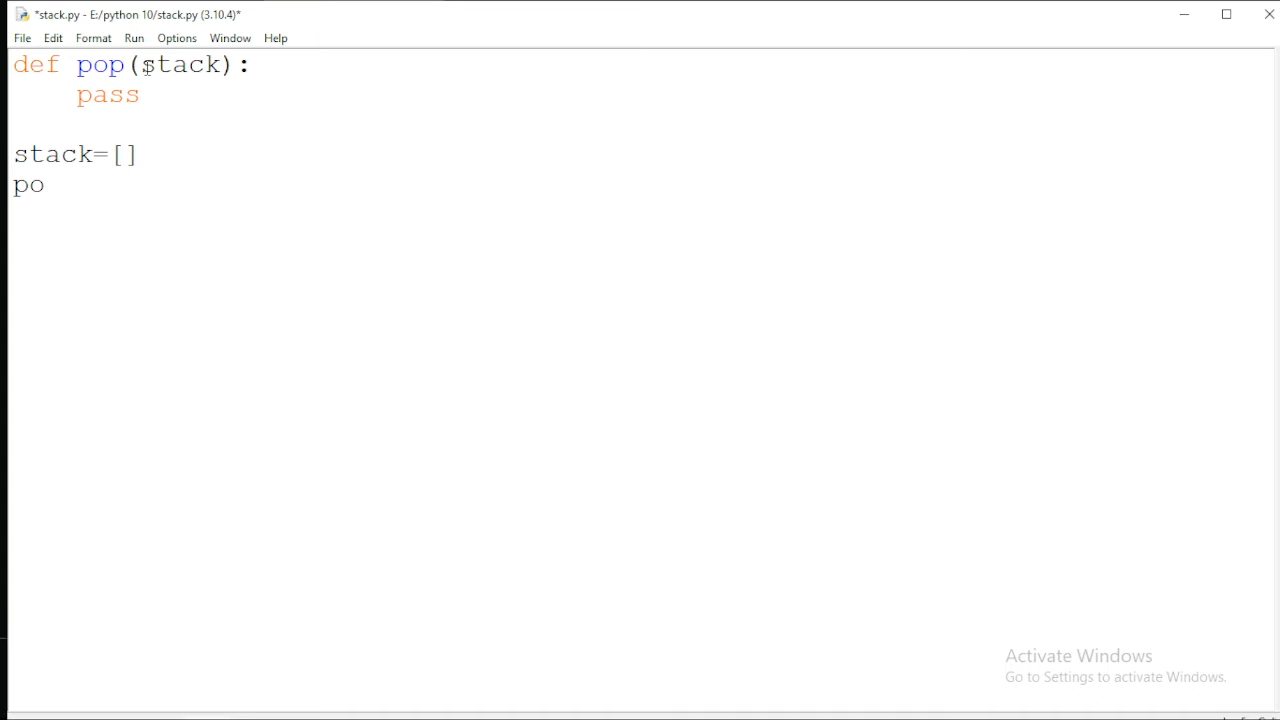 *stack.py - E:/python 10/stack.py (3.10.4)*
File Edit Format Run Options Window Help
def pop(stack):
    pass
stack=[]
po
Activate Windows
Go to Settings to activate Windows.